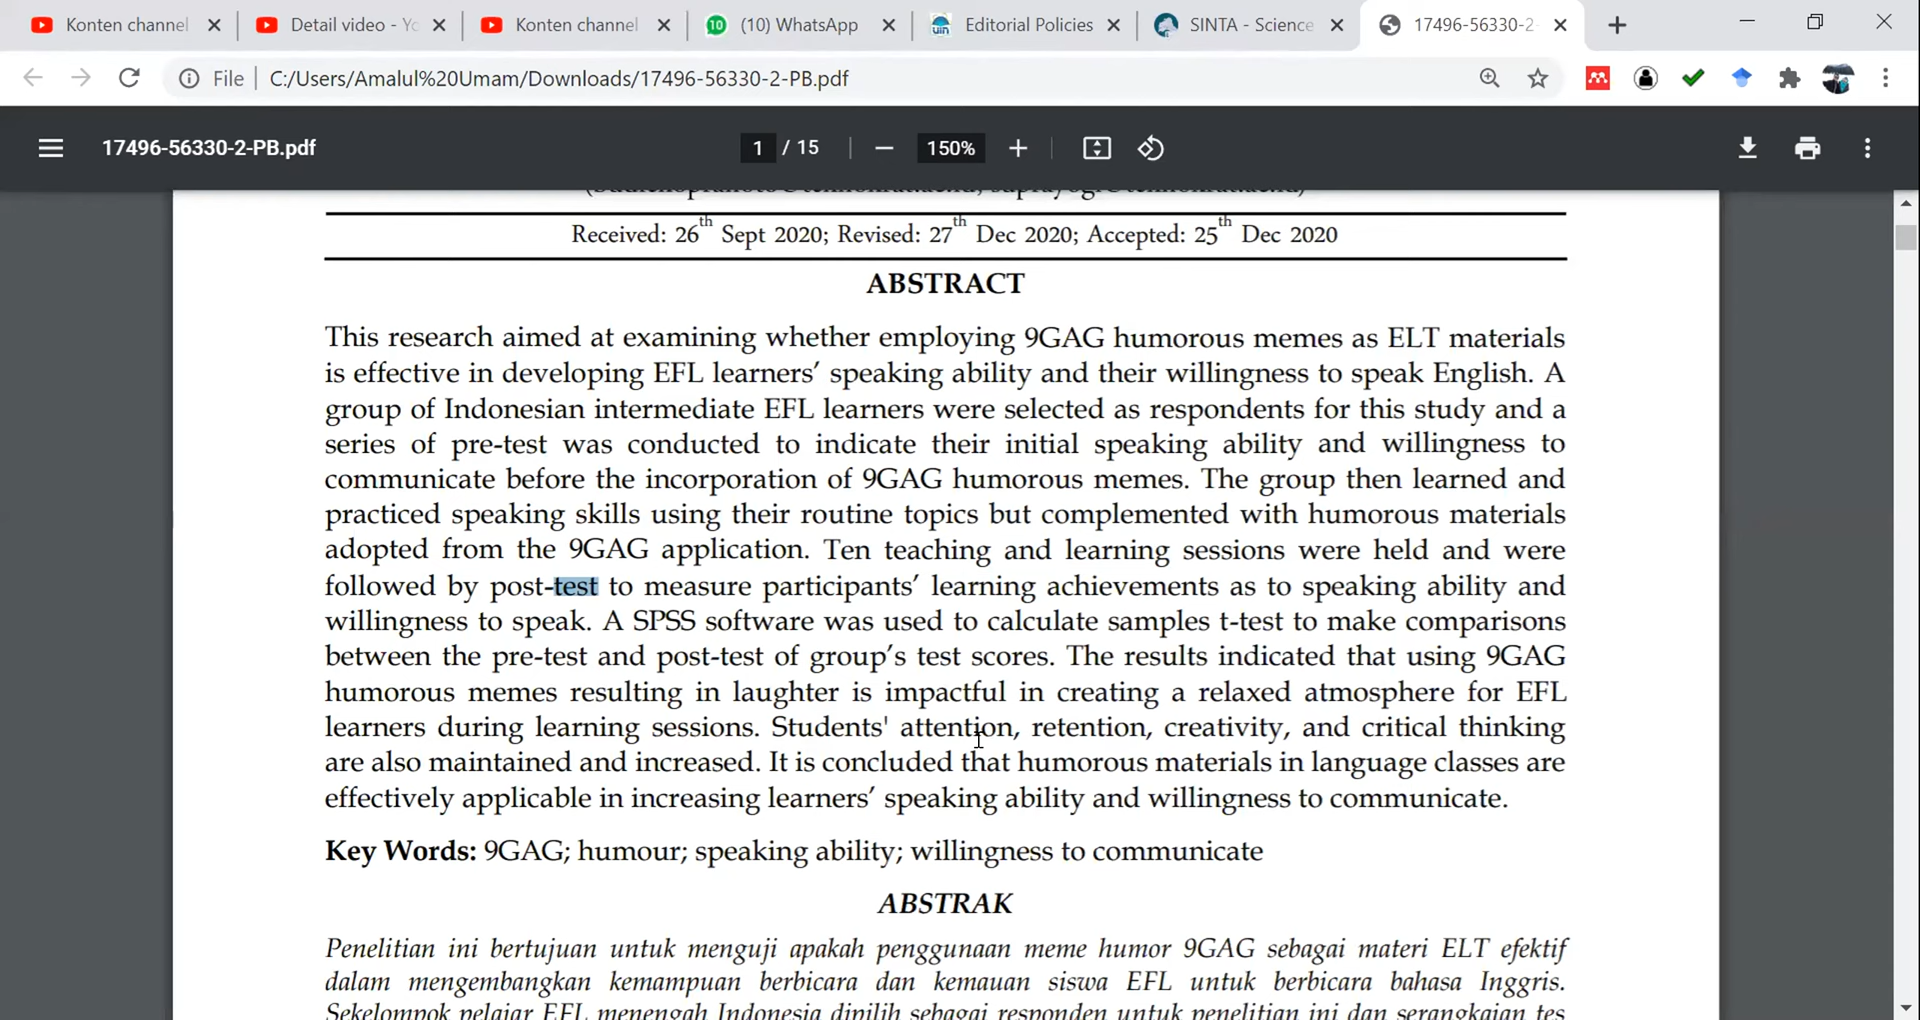 Konten channel
Detail video - Yo
Konten channel
(10) WhatsApp
Editorial Policies
SINTA - Science
17496-56330-2-
File
C:/Users/Amalul%20Umam/Downloads/17496-56330-2-PB.pdf
17496-56330-2-PB.pdf
1 / 15
150%
Received: 26th Sept 2020; Revised: 27th Dec 2020; Accepted: 25th Dec 2020
ABSTRACT
This research aimed at examining whether employing 9GAG humorous memes as ELT materials
is effective in developing EFL learners’ speaking ability and their willingness to speak English. A
group of Indonesian intermediate EFL learners were selected as respondents for this study and a
series of pre-test was conducted to indicate their initial speaking ability and willingness to
communicate before the incorporation of 9GAG humorous memes. The group then learned and
practiced speaking skills using their routine topics but complemented with humorous materials
adopted from the 9GAG application. Ten teaching and learning sessions were held and were
followed by post-test to measure participants’ learning achievements as to speaking ability and
willingness to speak. A SPSS software was used to calculate samples t-test to make comparisons
between the pre-test and post-test of group’s test scores. The results indicated that using 9GAG
humorous memes resulting in laughter is impactful in creating a relaxed atmosphere for EFL
learners during learning sessions. Students' attention, retention, creativity, and critical thinking
are also maintained and increased. It is concluded that humorous materials in language classes are
effectively applicable in increasing learners’ speaking ability and willingness to communicate.
Key Words: 9GAG; humour; speaking ability; willingness to communicate
ABSTRAK
Penelitian ini bertujuan untuk menguji apakah penggunaan meme humor 9GAG sebagai materi ELT efektif
dalam mengembangkan kemampuan berbicara dan kemauan siswa EFL untuk berbicara bahasa Inggris.
Sekelompok pelajar EFL menengah Indonesia dipilih sebagai responden untuk penelitian ini dan serangkaian tes